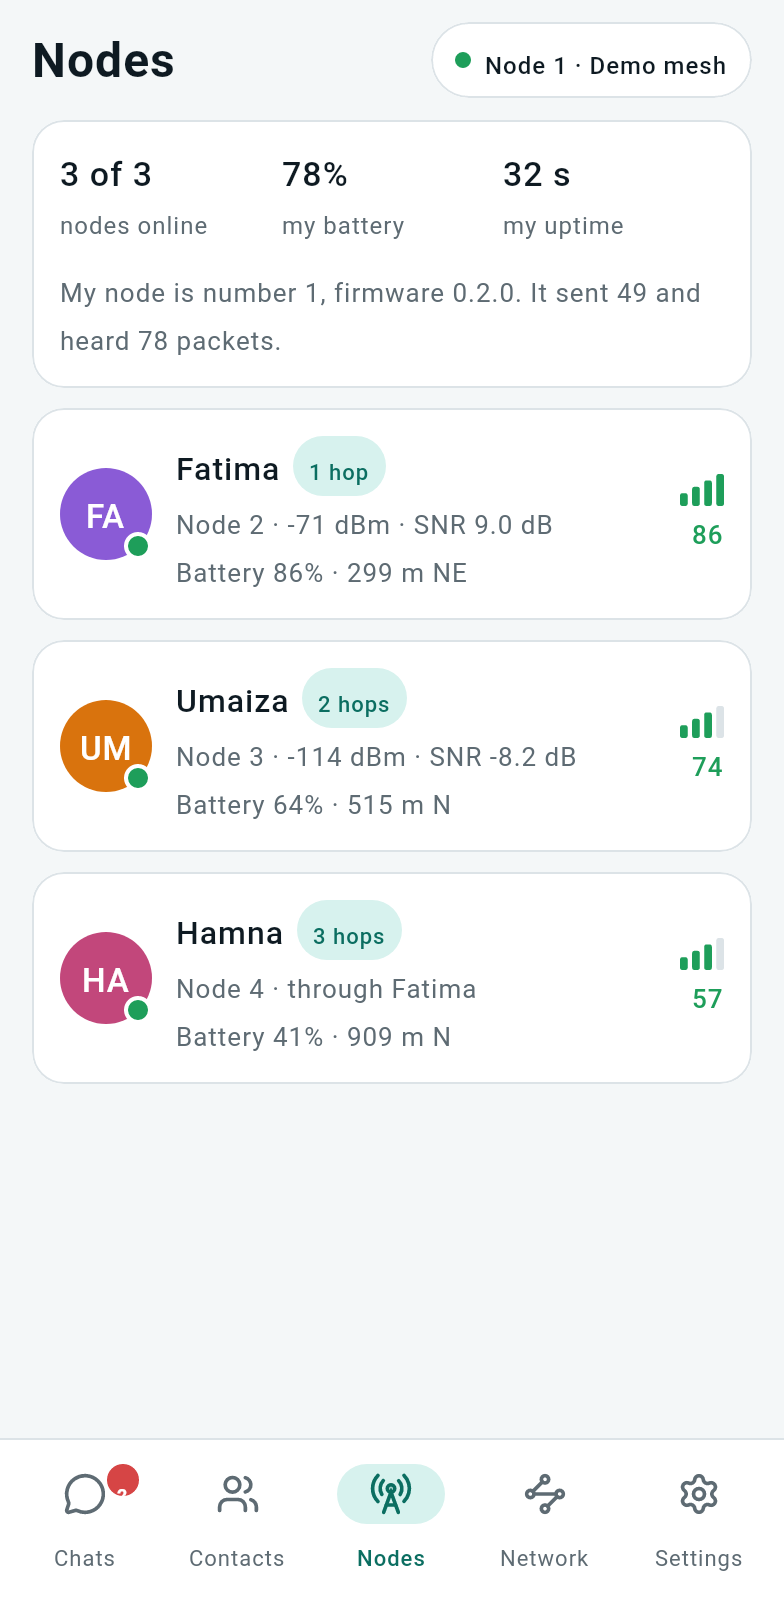 Nodes
Node 1 · Demo mesh
3 of 3
78%
32 s
nodes online
my battery
my uptime
My node is number 1, firmware 0.2.0. It sent 49 and
heard 78 packets.
FA
Fatima
1 hop
Node 2 · -71 dBm · SNR 9.0 dB
Battery 86% · 299 m NE
86
UM
Umaiza
2 hops
Node 3 · -114 dBm · SNR -8.2 dB
Battery 64% · 515 m N
74
HA
Hamna
3 hops
Node 4 · through Fatima
Battery 41% · 909 m N
57
Chats
Contacts
Nodes
Network
Settings